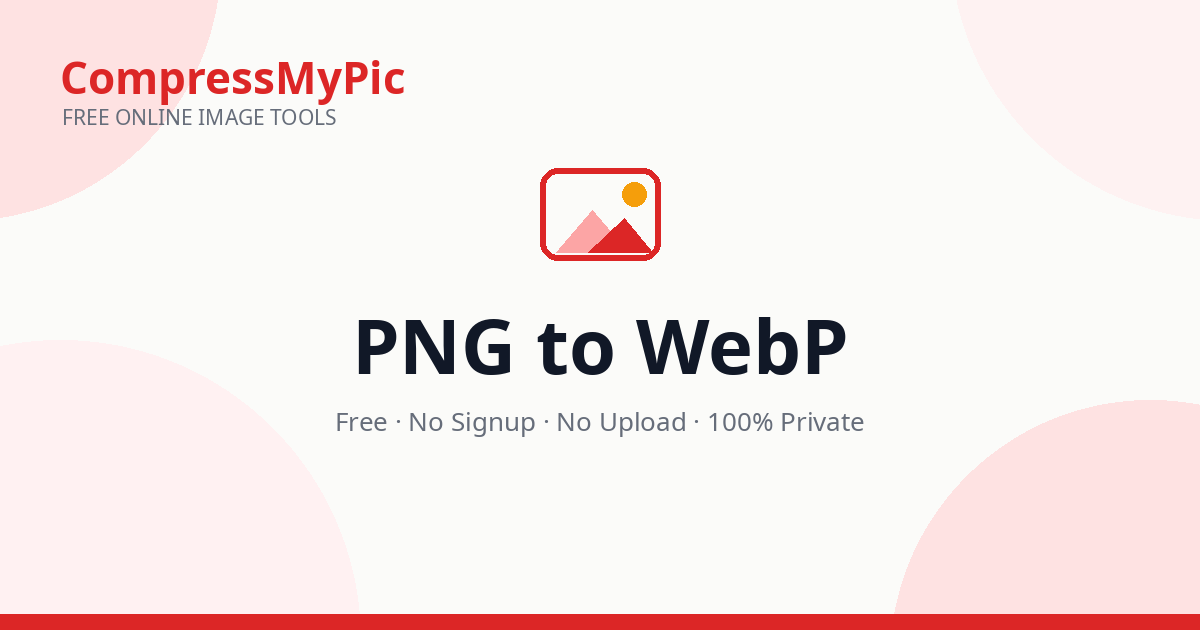 CompressMyPic
FREE ONLINE IMAGE TOOLS
PNG to WebP
Free · No Signup · No Upload · 100% Private